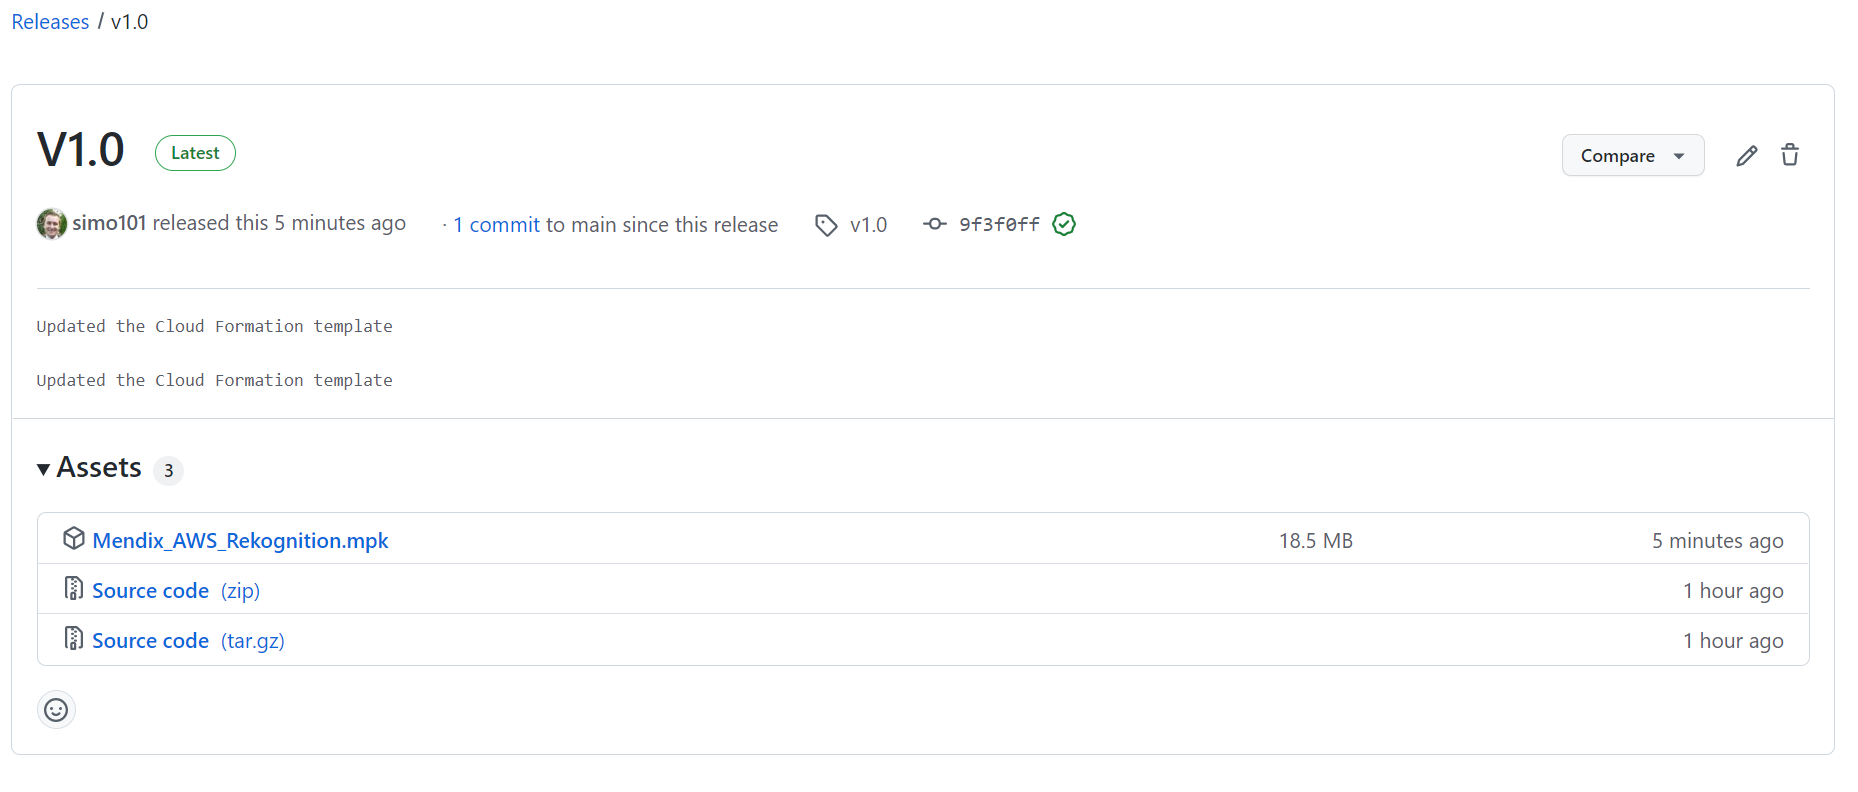 Releases / v1.0
V1.0 Latest Compare
simo101 released this 5 minutes ago · 1 commit to main since this release v1.0 9f3f0ff
Updated the Cloud Formation template
Updated the Cloud Formation template
Assets 3
Mendix_AWS_Rekognition.mpk 18.5 MB 5 minutes ago
Source code (zip) 1 hour ago
Source code (tar.gz) 1 hour ago